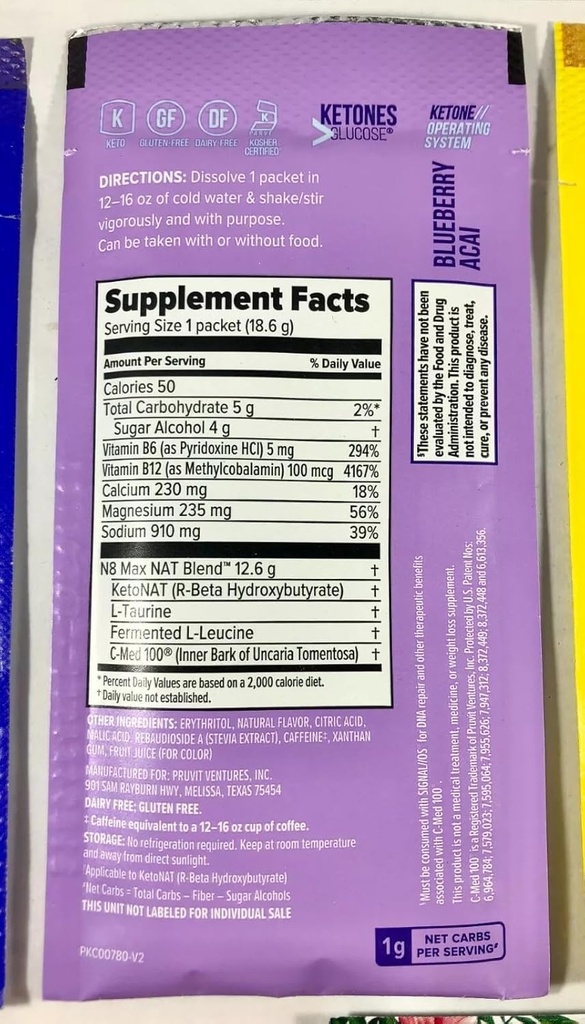 K
KETO
GF
GLUTEN-FREE
DF
DAIRY FREE
K
PARVE
KOSHER
CERTIFIED
KETONES
>GLUCOSE®
KETONE//
OPERATING
SYSTEM
BLUEBERRY
ACAI
DIRECTIONS: Dissolve 1 packet in
12–16 oz of cold water & shake/stir
vigorously and with purpose.
Can be taken with or without food.
Supplement Facts
Serving Size 1 packet (18.6 g)
Amount Per Serving % Daily Value
Calories 50
Total Carbohydrate 5 g 2%*
Sugar Alcohol 4 g †
Vitamin B6 (as Pyridoxine HCl) 5 mg 294%
Vitamin B12 (as Methylcobalamin) 100 mcg 4167%
Calcium 230 mg 18%
Magnesium 235 mg 56%
Sodium 910 mg 39%
N8 Max NAT Blend™ 12.6 g †
KetoNAT (R-Beta Hydroxybutyrate) †
L-Taurine †
Fermented L-Leucine †
C-Med 100® (Inner Bark of Uncaria Tomentosa) †
* Percent Daily Values are based on a 2,000 calorie diet.
† Daily value not established.
OTHER INGREDIENTS: ERYTHRITOL, NATURAL FLAVOR, CITRIC ACID,
MALIC ACID, REBAUDIOSIDE A (STEVIA EXTRACT), CAFFEINE‡, XANTHAN
GUM, FRUIT JUICE (FOR COLOR)
MANUFACTURED FOR: PRUVIT VENTURES, INC.
901 SAM RAYBURN HWY, MELISSA, TEXAS 75454
DAIRY FREE; GLUTEN FREE.
‡ Caffeine equivalent to a 12–16 oz cup of coffee.
STORAGE: No refrigeration required. Keep at room temperature
and away from direct sunlight.
Applicable to KetoNAT (R-Beta Hydroxybutyrate)
Net Carbs = Total Carbs – Fiber – Sugar Alcohols
THIS UNIT NOT LABELED FOR INDIVIDUAL SALE
PKC00780-V2
§These statements have not been
evaluated by the Food and Drug
Administration. This product is
not intended to diagnose, treat,
cure, or prevent any disease.
Must be consumed with SIGNAL//OS for DNA repair and other therapeutic benefits
associated with C-Med 100.
This product is not a medical treatment, medicine, or weight loss supplement.
C-Med 100 is a Registered Trademark of Pruvit Ventures, Inc. Protected by U.S. Patent Nos:
6,964,784; 7,579,023; 7,595,064; 7,955,626; 7,947,312; 8,372,449; 8,372,448 and 6,613,356.
1g NET CARBS
PER SERVING